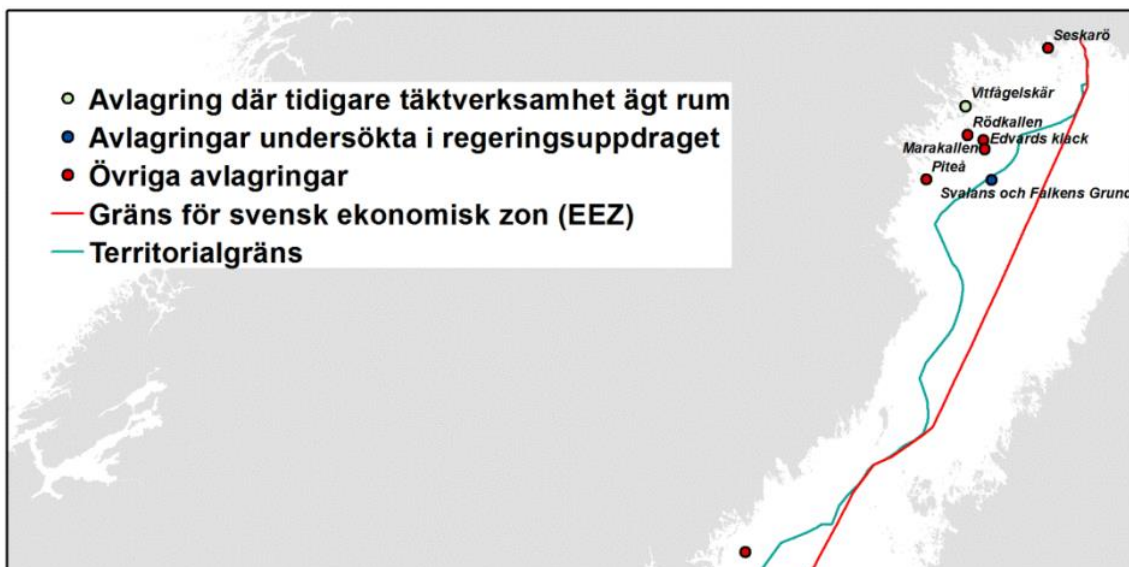 Avlagring där tidigare täktverksamhet ägt rum
Avlagringar undersökta i regeringsuppdraget
Övriga avlagringar
Gräns för svensk ekonomisk zon (EEZ)
Territorialgräns
Seskarö
Vitfågelskär
Rödkallen
Edvards klack
Marakallen
Piteå
Svalans och Falkens Grund